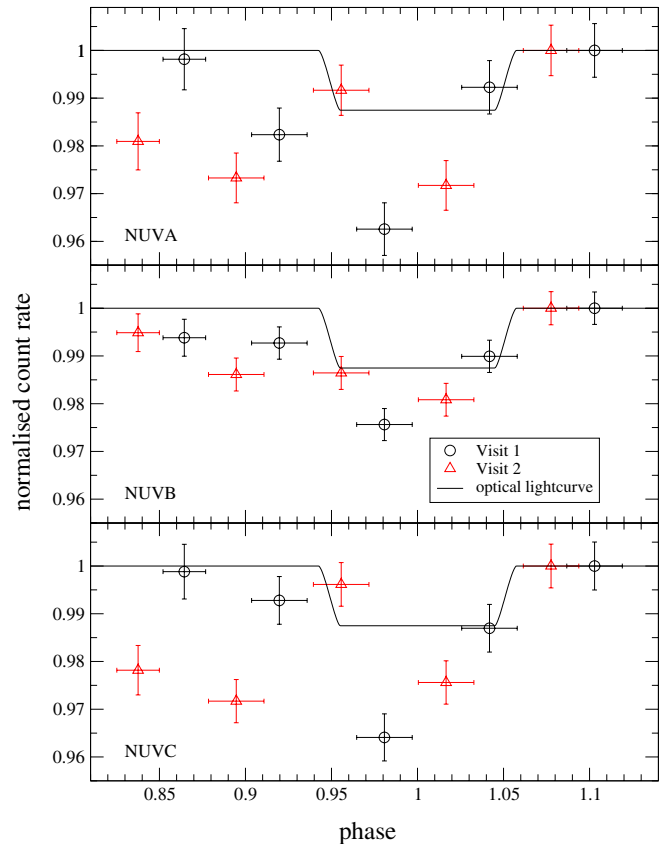 1
0.99
0.98
0.97
0.96
NUVA
1
0.99
0.98
0.97
0.96
NUVB
Visit 1
Visit 2
optical lightcurve
normalised count rate
1
0.99
0.98
0.97
0.96
NUVC
0.85 0.9 0.95 1 1.05 1.1
phase